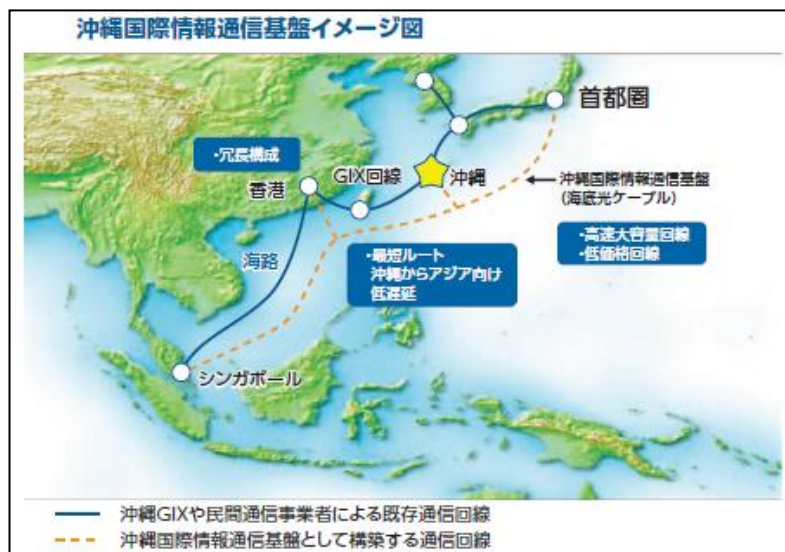 沖縄国際情報通信基盤イメージ図
首都圏
・冗長構成
GIX回線
沖縄
香港
沖縄国際情報通信基盤
(海底光ケーブル)
・高速大容量回線
・低価格回線
海路
・最短ルート
沖縄からアジア向け
低遅延
シンガポール
沖縄GIXや民間通信事業者による既存通信回線
沖縄国際情報通信基盤として構築する通信回線